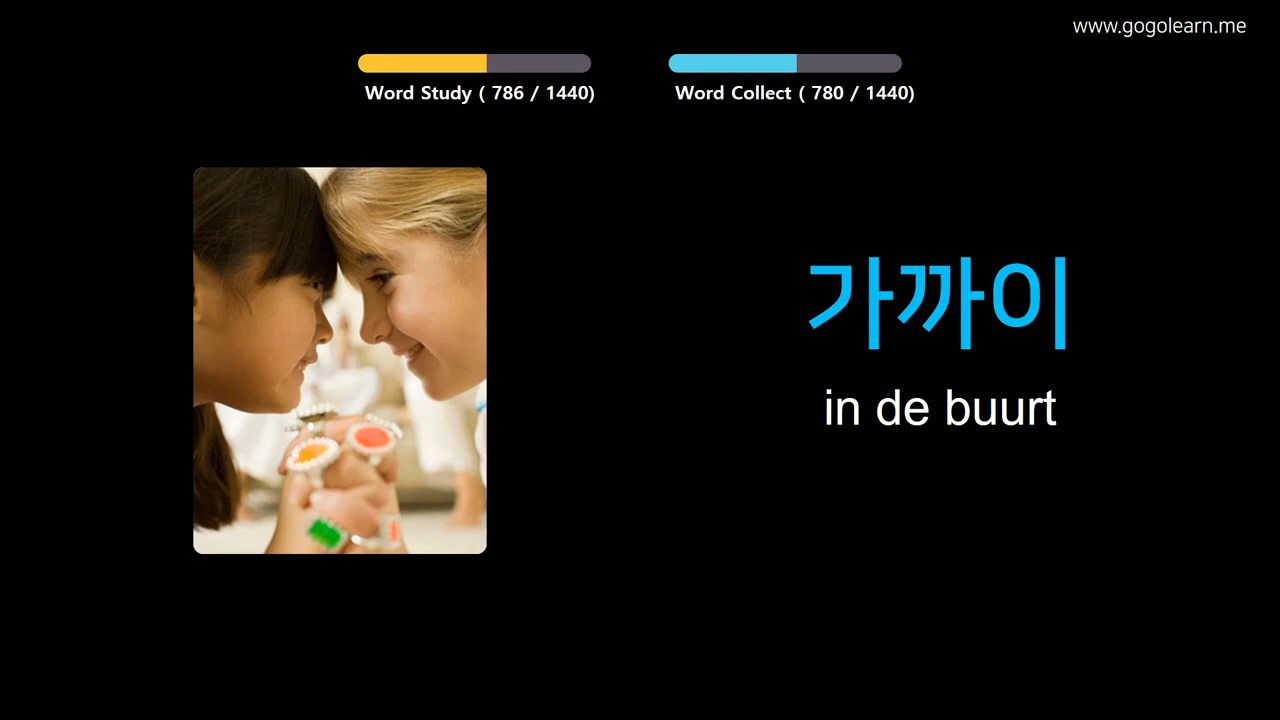 www.gogolearn.me
Word Study ( 786 / 1440)
Word Collect ( 780 / 1440)
가까이
in de buurt